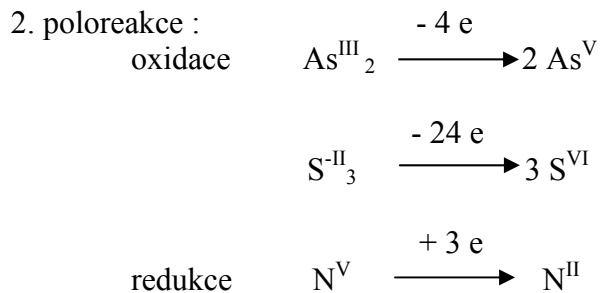 2. poloreakce :
- 4 e
oxidace As^III_2 ⟶ 2 As^V
- 24 e
S^-II_3 ⟶ 3 S^VI
+ 3 e
redukce N^V ⟶ N^II